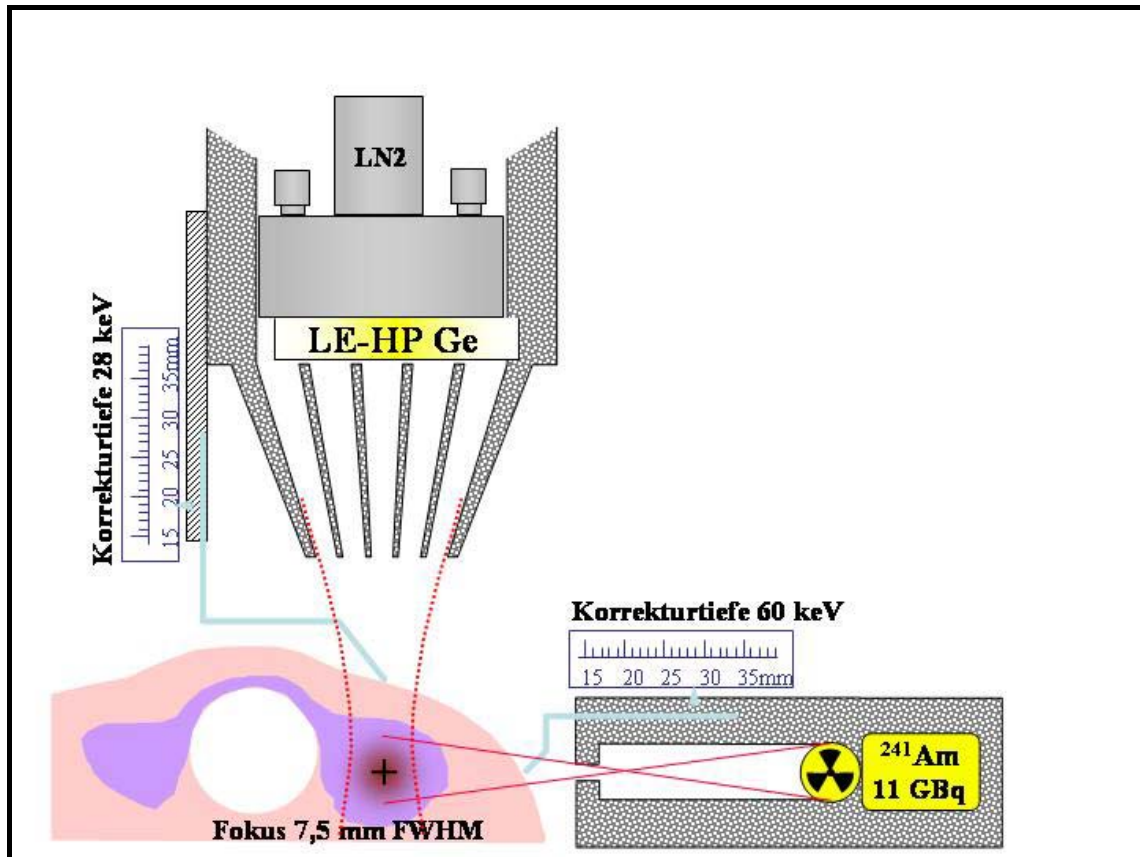 LN2
LE-HP Ge
Korrekturtiefe 28 keV
15 20 25 30 35mm
Korrekturtiefe 60 keV
15 20 25 30 35mm
²⁴¹Am
11 GBq
Fokus 7,5 mm FWHM